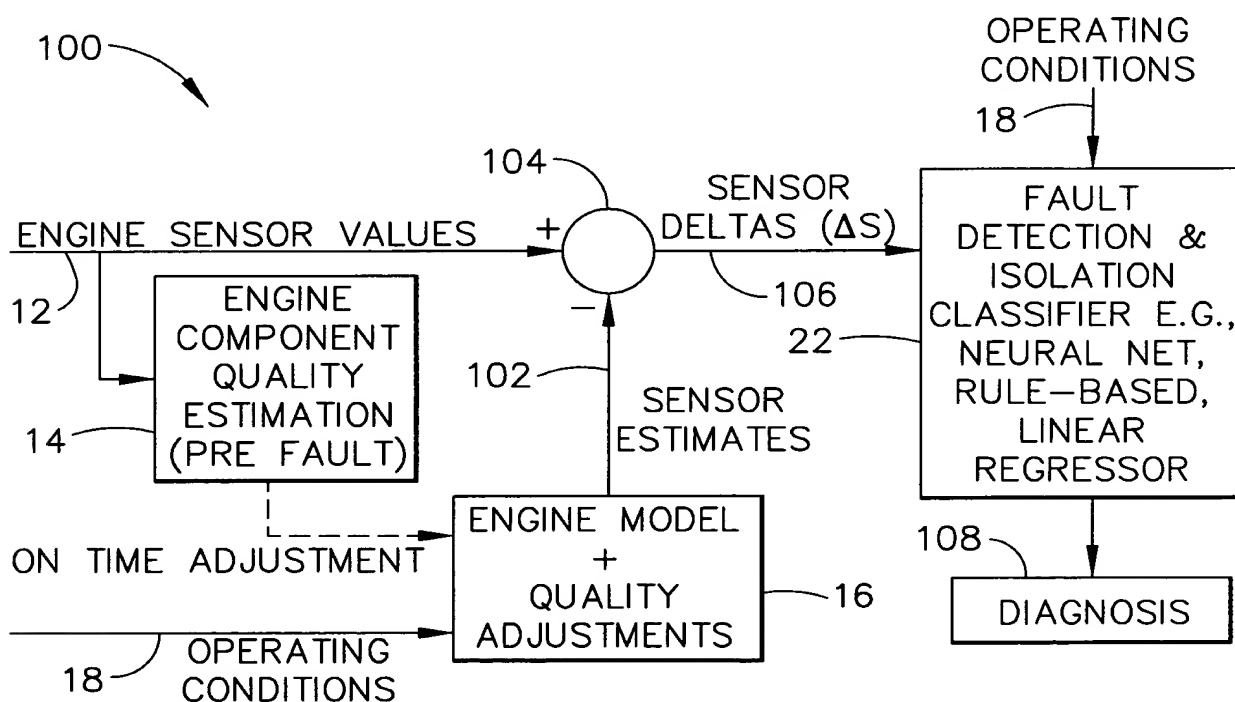 100
OPERATING
CONDITIONS
18
104
SENSOR
DELTAS (ΔS)
ENGINE SENSOR VALUES
+
−
12
106
ENGINE
COMPONENT
QUALITY
ESTIMATION
(PRE FAULT)
14
102
SENSOR
ESTIMATES
FAULT
DETECTION &
ISOLATION
CLASSIFIER E.G.,
NEURAL NET,
RULE-BASED,
LINEAR
REGRESSOR
22
ON TIME ADJUSTMENT
ENGINE MODEL
+
QUALITY
ADJUSTMENTS
16
108
DIAGNOSIS
18
OPERATING
CONDITIONS